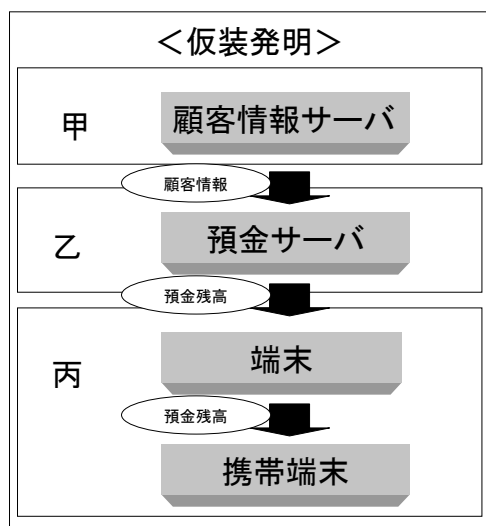 ＜仮装発明＞
甲
顧客情報サーバ
顧客情報
乙
預金サーバ
預金残高
丙
端末
預金残高
携帯端末